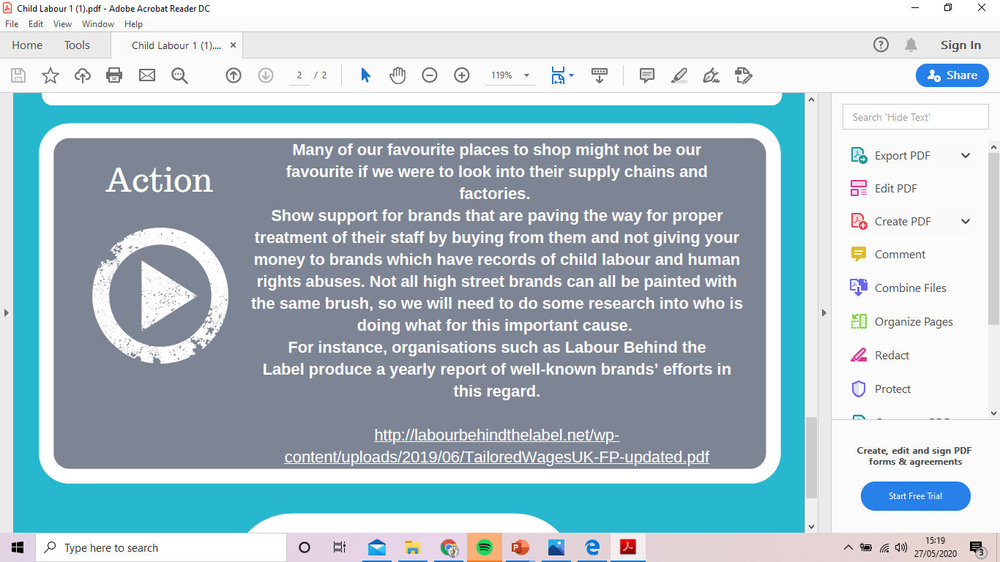 Child Labour 1 (1).pdf - Adobe Acrobat Reader DC
File Edit View Window Help
Home Tools Child Labour 1 (1).... × Sign In
2 / 2 119% Share
Action
Many of our favourite places to shop might not be our
favourite if we were to look into their supply chains and
factories.
Show support for brands that are paving the way for proper
treatment of their staff by buying from them and not giving your
money to brands which have records of child labour and human
rights abuses. Not all high street brands can all be painted with
the same brush, so we will need to do some research into who is
doing what for this important cause.
For instance, organisations such as Labour Behind the
Label produce a yearly report of well-known brands’ efforts in
this regard.
http://labourbehindthelabel.net/wp-
content/uploads/2019/06/TailoredWagesUK-FP-updated.pdf
Search 'Hide Text'
Export PDF
Edit PDF
Create PDF
Comment
Combine Files
Organize Pages
Redact
Protect
Create, edit and sign PDF
forms & agreements
Start Free Trial
Type here to search
15:19
27/05/2020
3